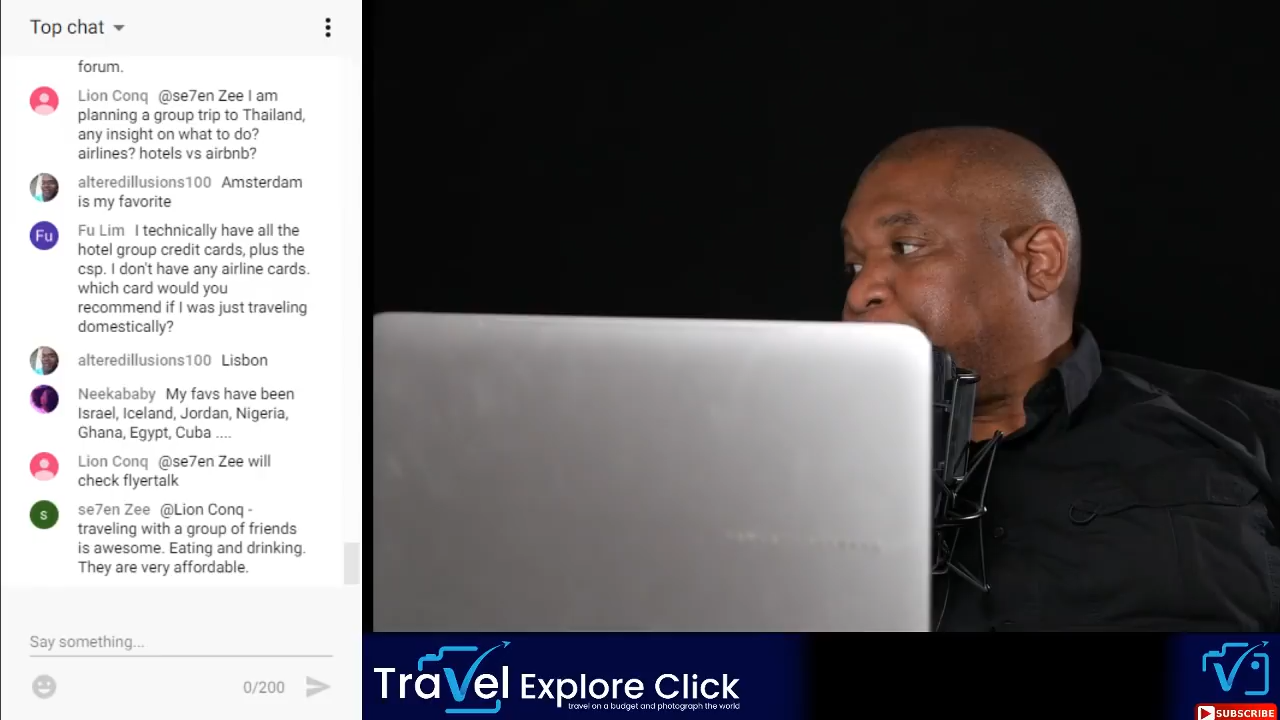 Top chat
forum.
Lion Conq @se7en Zee I am
planning a group trip to Thailand,
any insight on what to do?
airlines? hotels vs airbnb?
alteredillusions100 Amsterdam
is my favorite
Fu
Fu Lim I technically have all the
hotel group credit cards, plus the
csp. I don't have any airline cards.
which card would you
recommend if I was just traveling
domestically?
alteredillusions100 Lisbon
Neekababy My favs have been
Israel, Iceland, Jordan, Nigeria,
Ghana, Egypt, Cuba ....
Lion Conq @se7en Zee will
check flyertalk
s
se7en Zee @Lion Conq -
traveling with a group of friends
is awesome. Eating and drinking.
They are very affordable.
Say something...
0/200
Travel Explore Click
travel on a budget and photograph the world
SUBSCRIBE